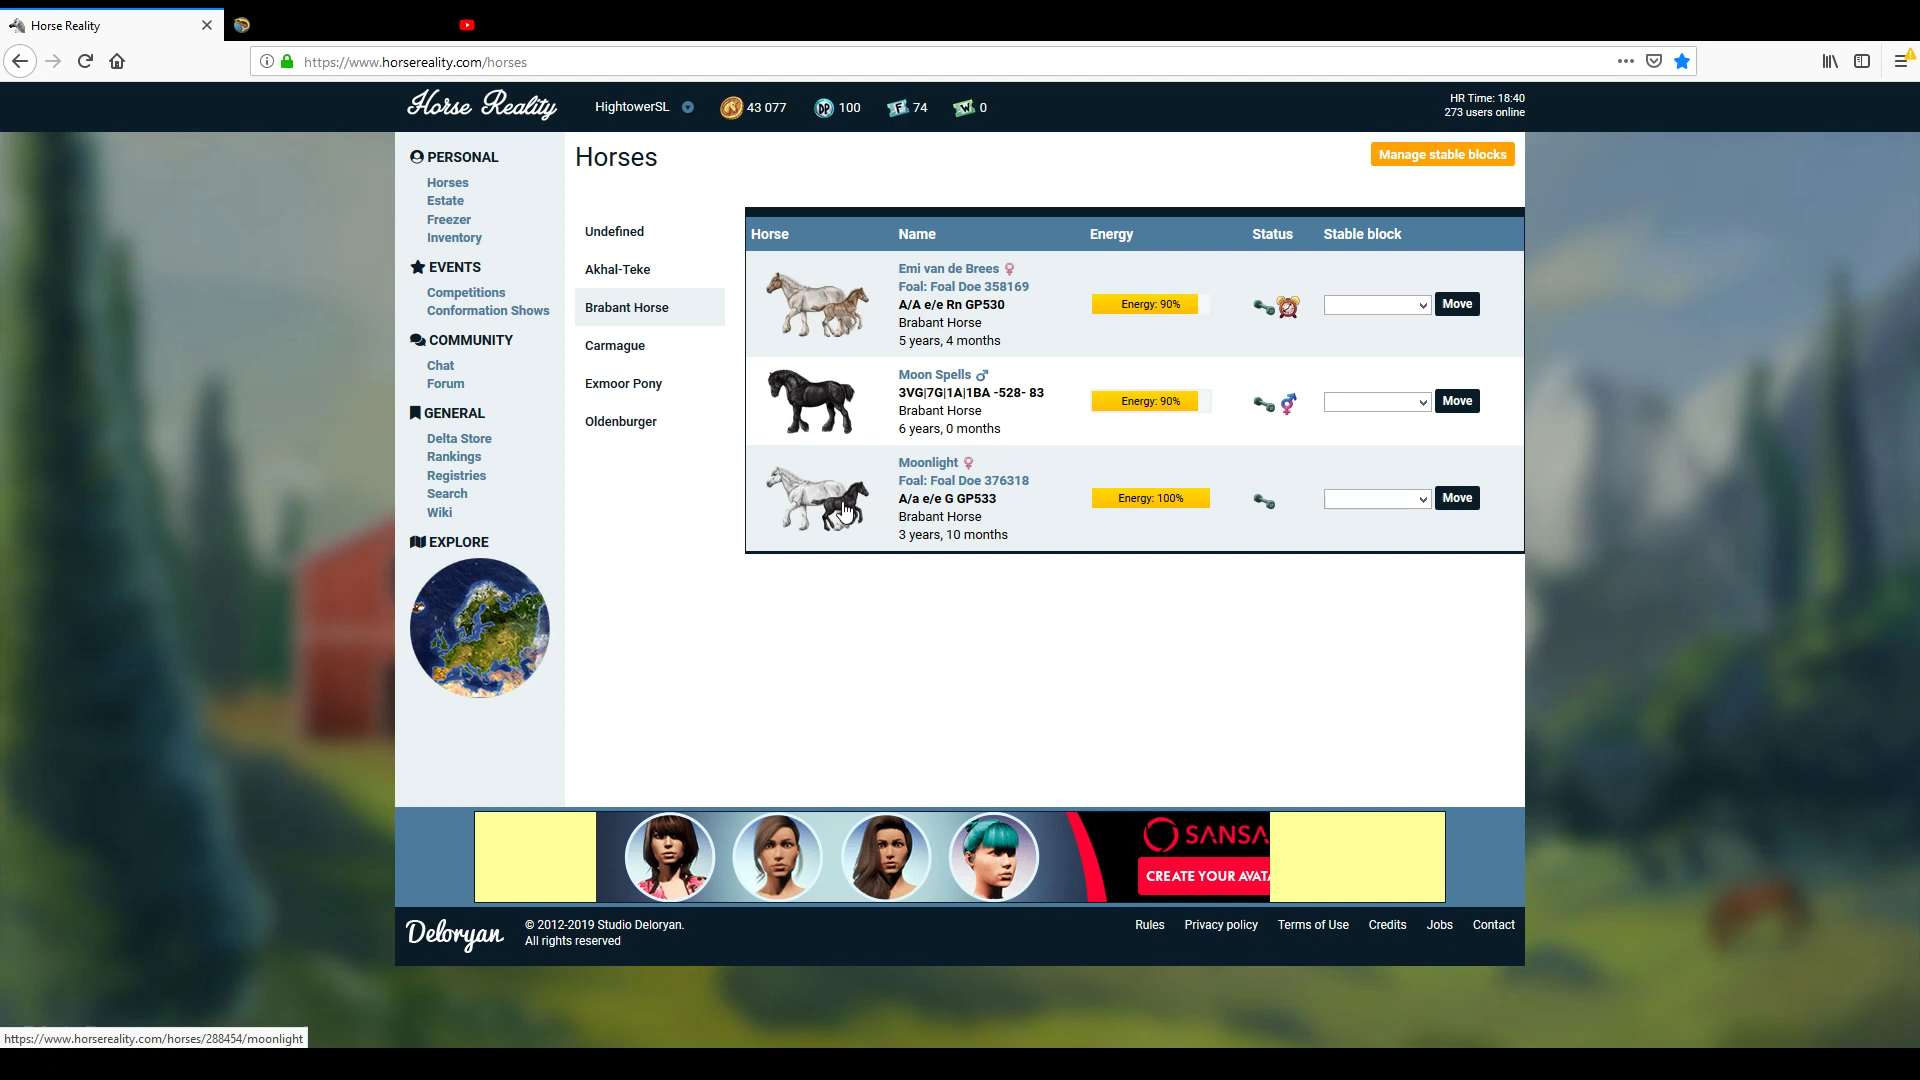 Horse Reality
https://www.horsereality.com/horses
Horse Reality
HightowerSL
43 077
DP
100
F
74
W
0
HR Time: 18:40
273 users online
PERSONAL
Horses
Estate
Freezer
Inventory
EVENTS
Competitions
Conformation Shows
COMMUNITY
Chat
Forum
GENERAL
Delta Store
Rankings
Registries
Search
Wiki
EXPLORE
Horses
Manage stable blocks
Undefined
Akhal-Teke
Brabant Horse
Carmague
Exmoor Pony
Oldenburger
Horse Name Energy Status Stable block
Emi van de Brees ♀
Foal: Foal Doe 358169
A/A e/e Rn GP530
Brabant Horse
5 years, 4 months
Energy: 90%
Move
Moon Spells ♂
3VG|7G|1A|1BA -528- 83
Brabant Horse
6 years, 0 months
Energy: 90%
Move
Moonlight ♀
Foal: Foal Doe 376318
A/a e/e G GP533
Brabant Horse
3 years, 10 months
Energy: 100%
Move
SANSA
CREATE YOUR AVATA
Deloryan
© 2012-2019 Studio Deloryan.
All rights reserved
Rules Privacy policy Terms of Use Credits Jobs Contact
https://www.horsereality.com/horses/288454/moonlight